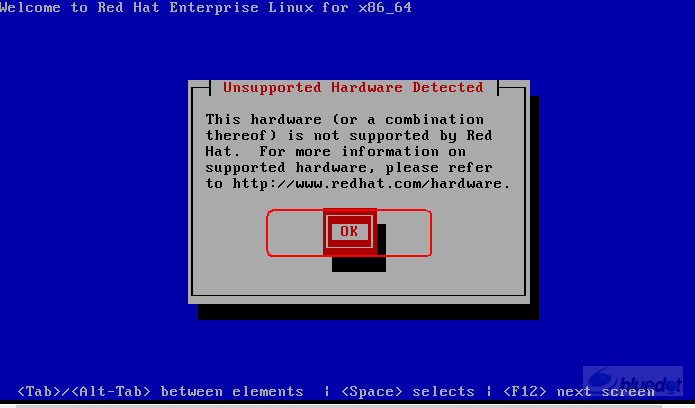 Welcome to Red Hat Enterprise Linux for x86_64
Unsupported Hardware Detected
This hardware (or a combination
thereof) is not supported by Red
Hat.  For more information on
supported hardware, please refer
to http://www.redhat.com/hardware.
OK
bluedot
<Tab>/<Alt-Tab> between elements  | <Space> selects | <F12> next screen